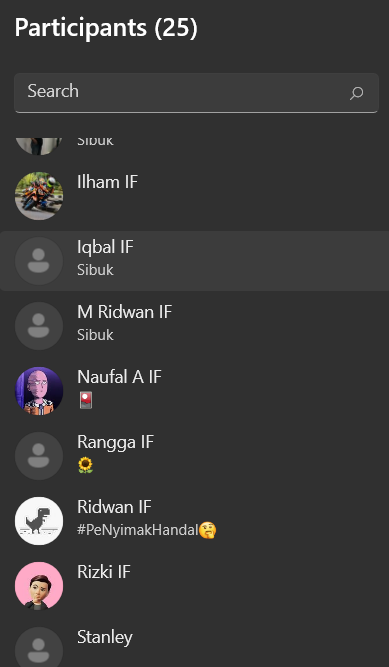 Participants (25)
Search
Sibuk
Ilham IF
Iqbal IF
Sibuk
M Ridwan IF
Sibuk
Naufal A IF
🎴
Rangga IF
🌻
Ridwan IF
#PeNyimakHandal🤔
Rizki IF
Stanley